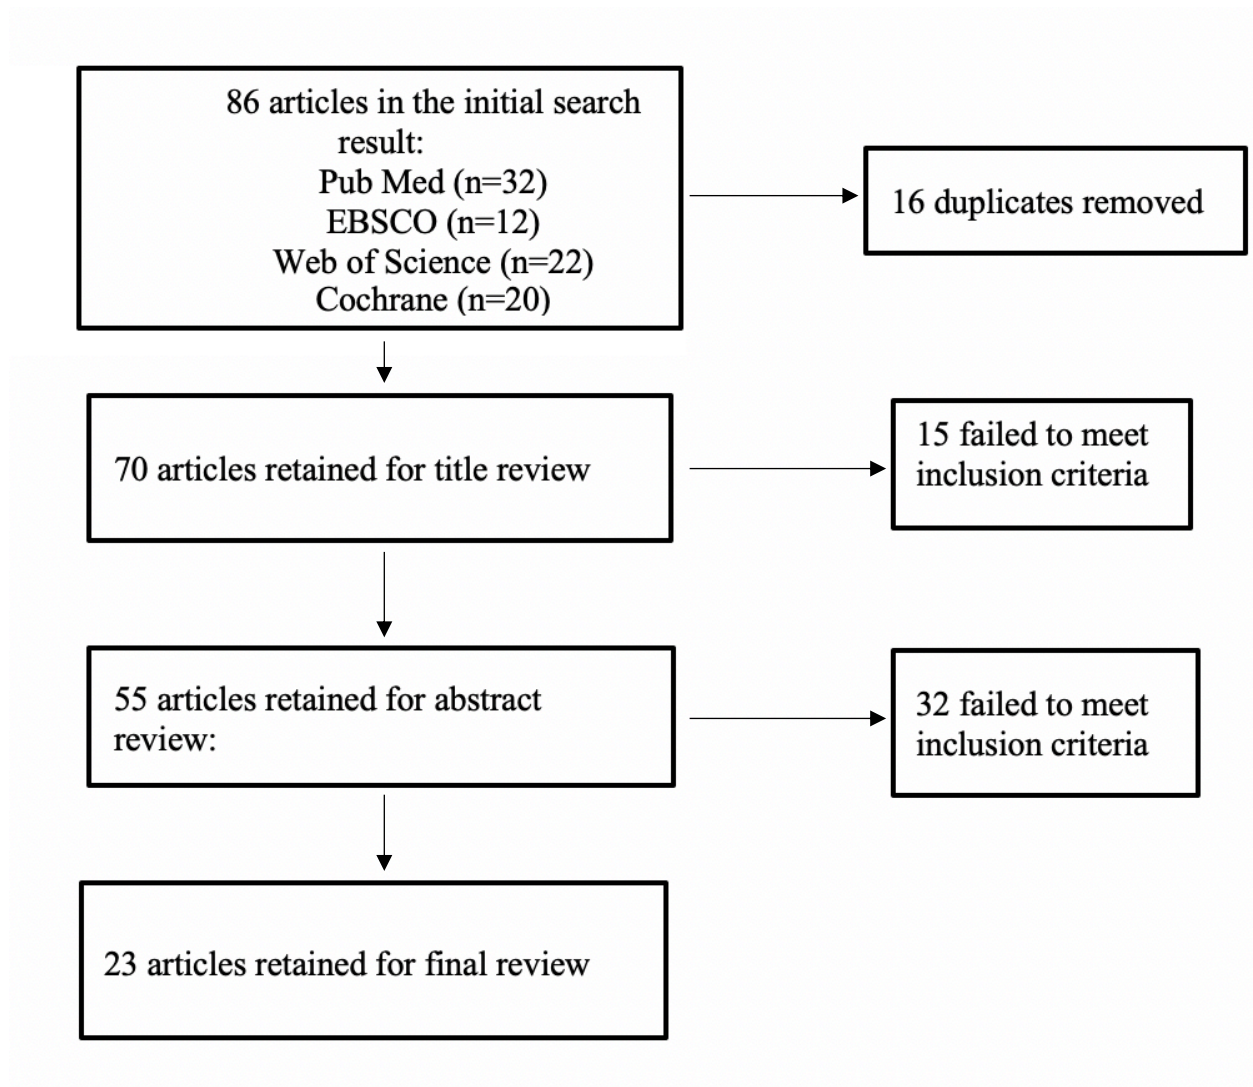 86 articles in the initial search
result:
Pub Med (n=32)
EBSCO (n=12)
Web of Science (n=22)
Cochrane (n=20)
16 duplicates removed
70 articles retained for title review
15 failed to meet
inclusion criteria
55 articles retained for abstract
review:
32 failed to meet
inclusion criteria
23 articles retained for final review